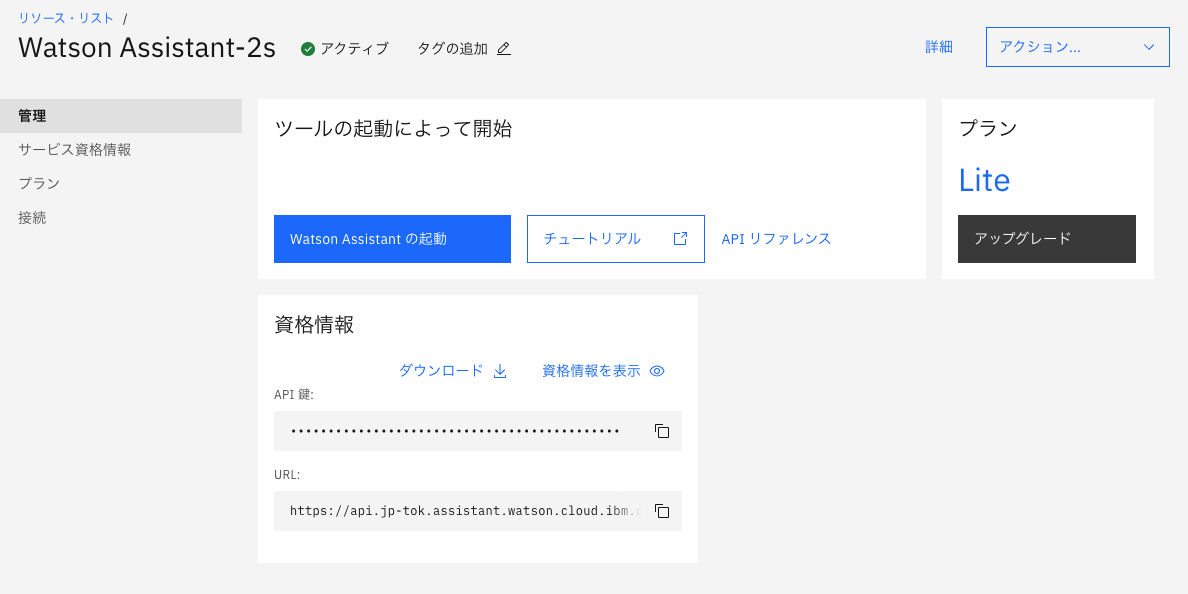 リソース・リスト /
Watson Assistant-2s
アクティブ
タグの追加
詳細
アクション...
管理
サービス資格情報
プラン
接続
ツールの起動によって開始
Watson Assistant の起動
チュートリアル
API リファレンス
プラン
Lite
アップグレード
資格情報
ダウンロード
資格情報を表示
API 鍵:
••••••••••••••••••••••••••••••••••••••••••••
URL:
https://api.jp-tok.assistant.watson.cloud.ibm.c